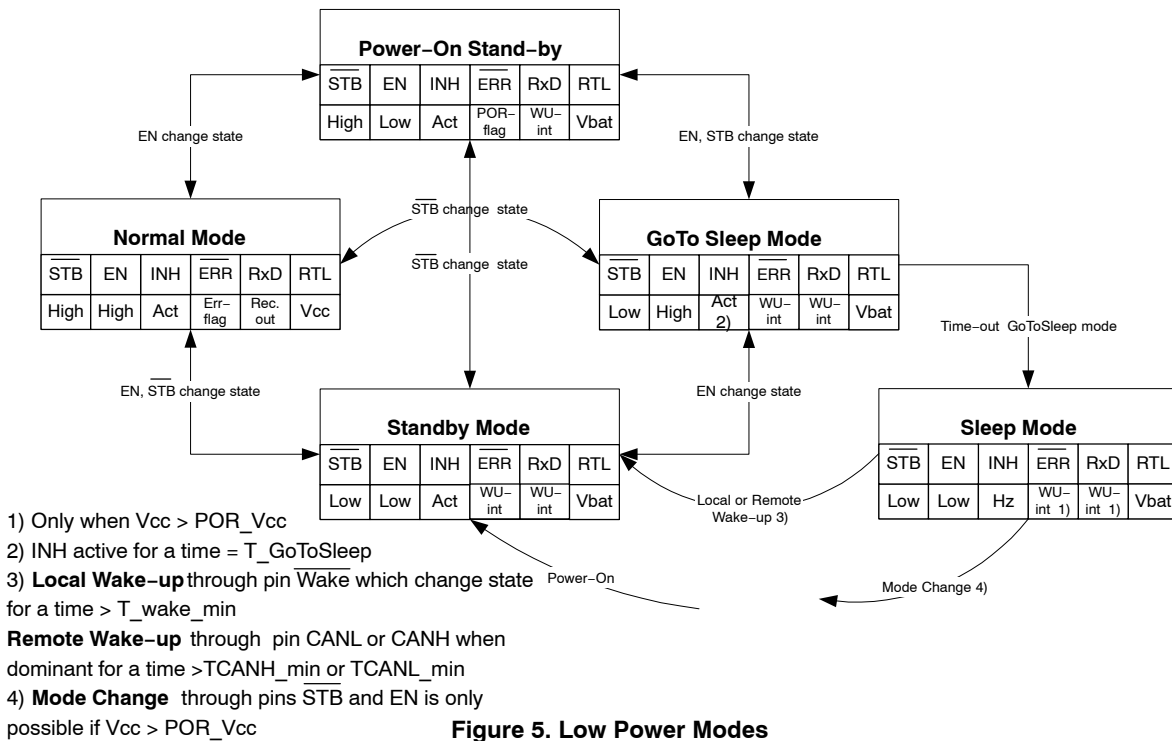 Power–On Stand–by
STB EN INH ERR RxD RTL
High Low Act POR–flag WU–int Vbat
EN change state
EN, STB change state
STB change state
STB change state
Normal Mode
STB EN INH ERR RxD RTL
High High Act Err–flag Rec. out Vcc
GoTo Sleep Mode
STB EN INH ERR RxD RTL
Low High Act 2) WU–int WU–int Vbat
Time–out GoToSleep mode
EN, STB change state
EN change state
Standby Mode
STB EN INH ERR RxD RTL
Low Low Act WU–int WU–int Vbat
Sleep Mode
STB EN INH ERR RxD RTL
Low Low Hz WU–int 1) WU–int 1) Vbat
Local or Remote
Wake–up 3)
Power–On
Mode Change 4)
1) Only when Vcc > POR_Vcc
2) INH active for a time = T_GoToSleep
3) Local Wake–up through pin Wake which change state
for a time > T_wake_min
Remote Wake–up through pin CANL or CANH when
dominant for a time >TCANH_min or TCANL_min
4) Mode Change through pins STB and EN is only
possible if Vcc > POR_Vcc
Figure 5. Low Power Modes